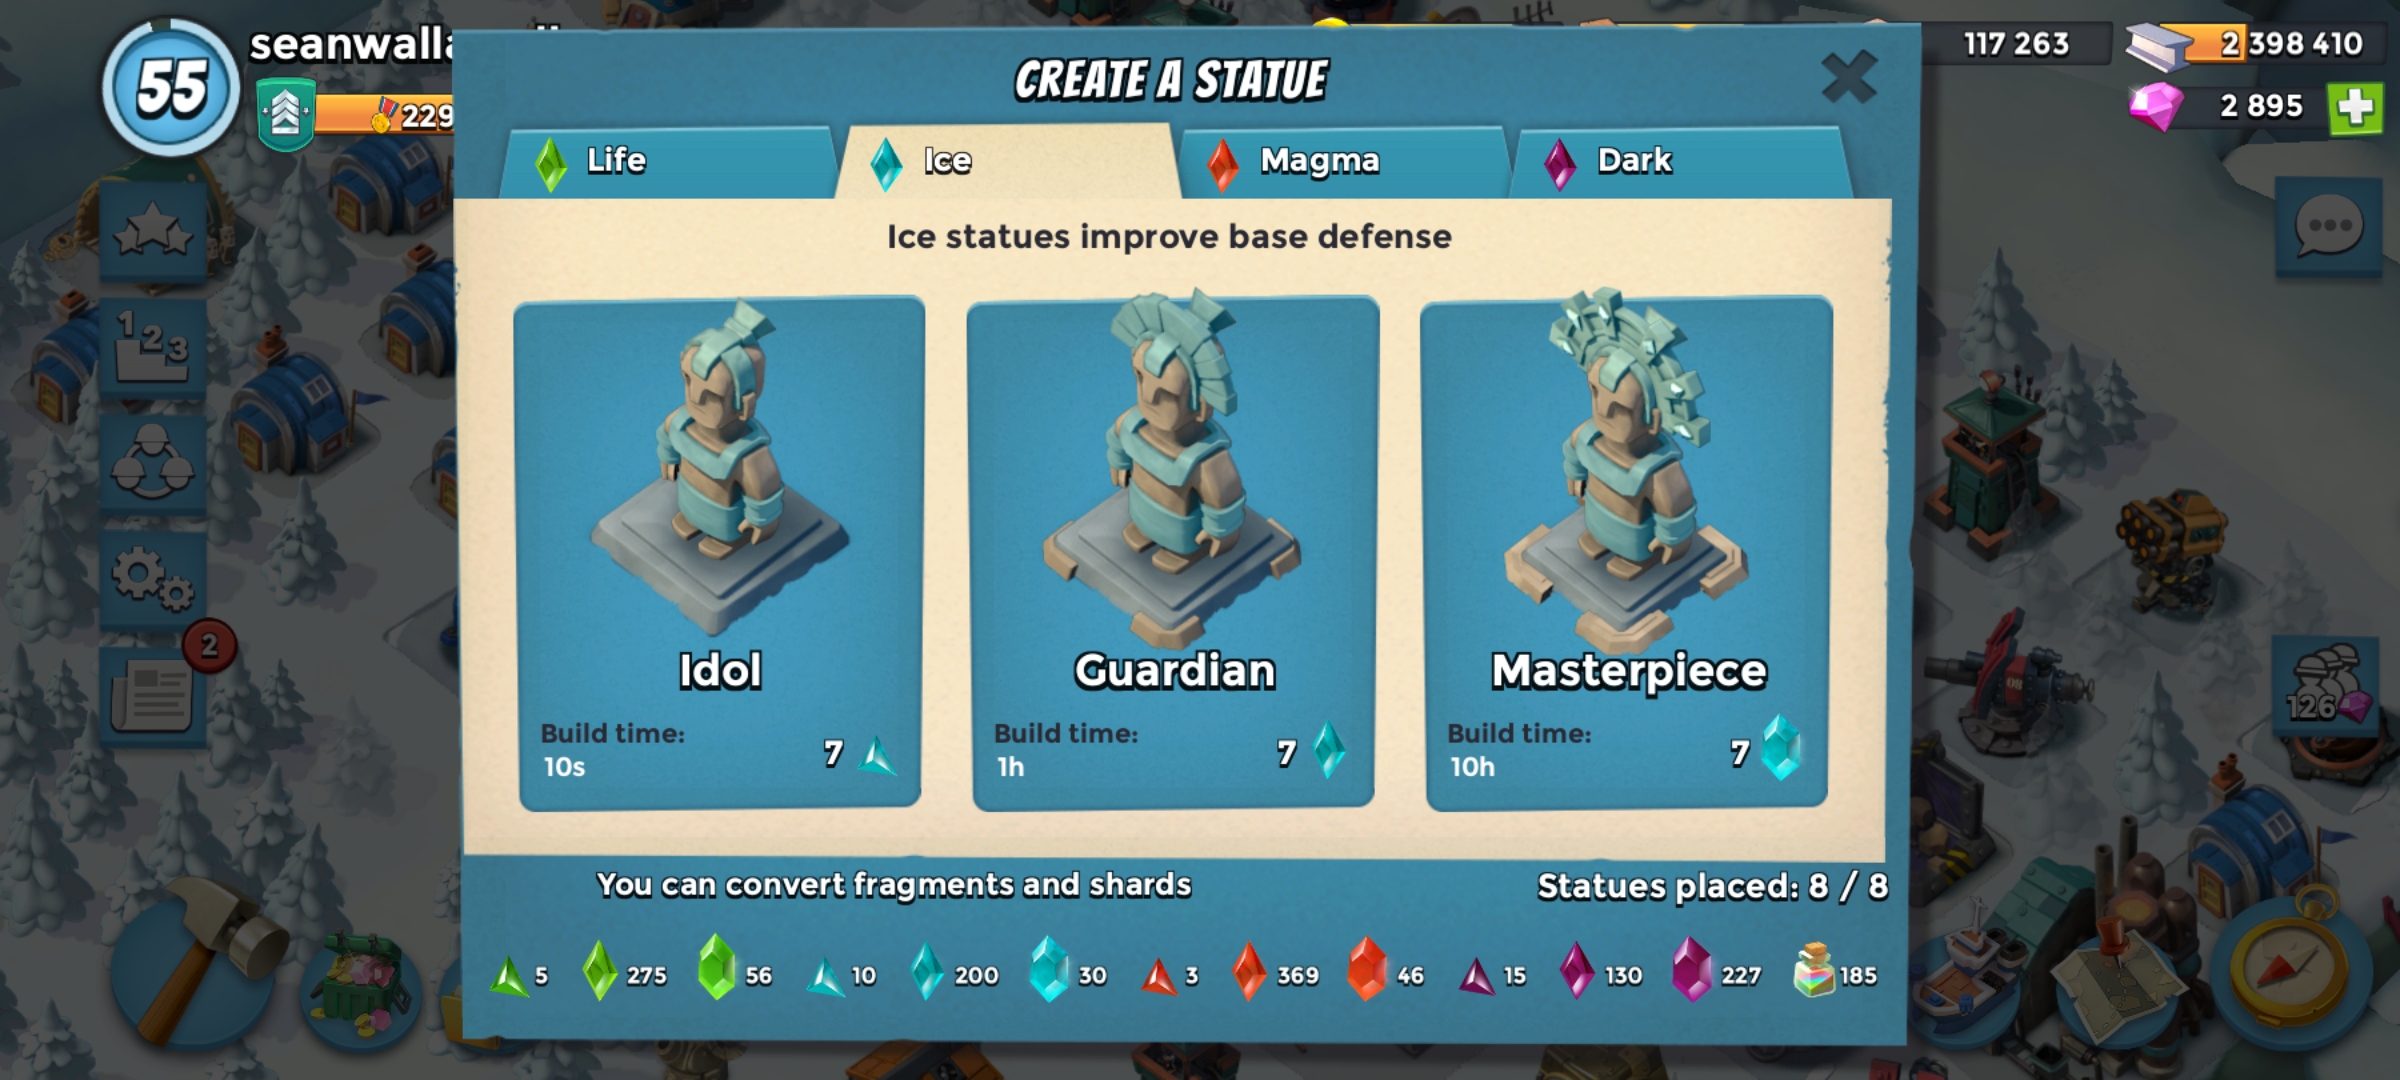 55
229
117 263
2 398 410
2 895
CREATE A STATUE
Life
Ice
Magma
Dark
Ice statues improve base defense
1 2 3
2
Idol
Build time:
10s
7
Guardian
Build time:
1h
7
Masterpiece
Build time:
10h
7
126
You can convert fragments and shards
Statues placed: 8 / 8
5
275
56
10
200
30
3
369
46
15
130
227
185